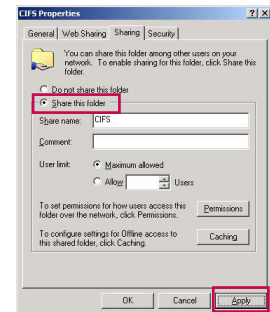 CIFS Properties ? X
General Web Sharing Sharing Security
You can share this folder among other users on your
network. To enable sharing for this folder, click Share this
folder.
Do not share this folder
Share this folder
Share name: CIFS
Comment:
User limit: Maximum allowed
Allow Users
To set permissions for how users access this
folder over the network, click Permissions.
Permissions
To configure settings for Offline access to
this shared folder, click Caching.
Caching
OK Cancel Apply